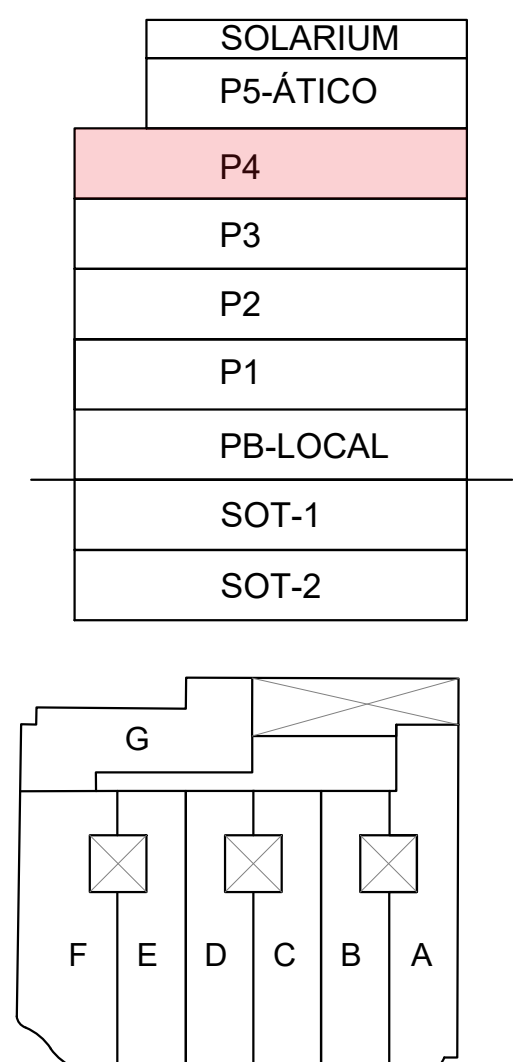 SOLARIUM
P5-ÁTICO
P4
P3
P2
P1
PB-LOCAL
SOT-1
SOT-2
G
F E D C B A